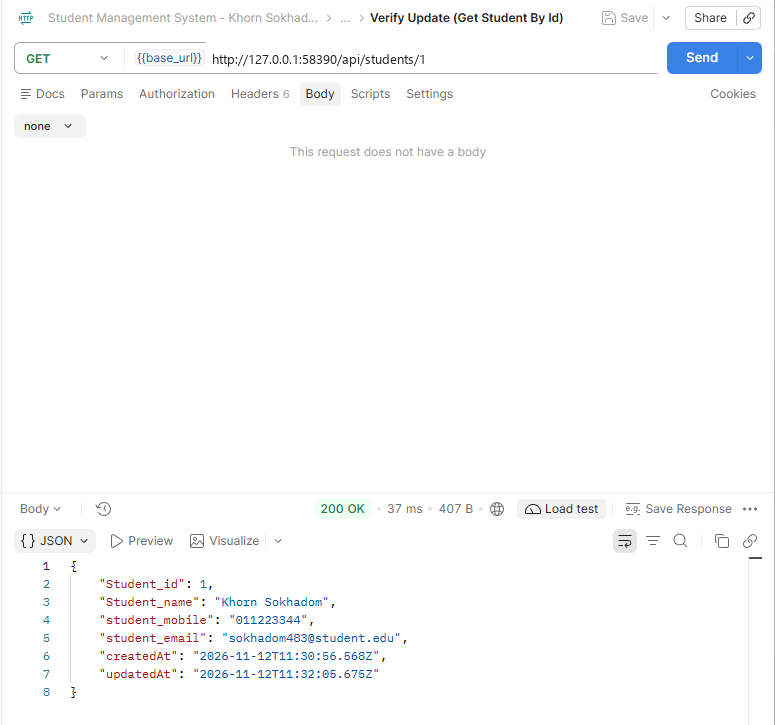 HTTP Student Management System - Khorn Sokhad... > ... > Verify Update (Get Student By Id) Save Share
GET {{base_url}} http://127.0.0.1:58390/api/students/1 Send
Docs Params Authorization Headers 6 Body Scripts Settings Cookies
none
This request does not have a body
Body 200 OK • 37 ms • 407 B • Load test e.g. Save Response
{} JSON Preview Visualize
1 {
2 "Student_id": 1,
3 "Student_name": "Khorn Sokhadom",
4 "student_mobile": "011223344",
5 "student_email": "sokhadom483@student.edu",
6 "createdAt": "2026-11-12T11:30:56.568Z",
7 "updatedAt": "2026-11-12T11:32:05.675Z"
8 }